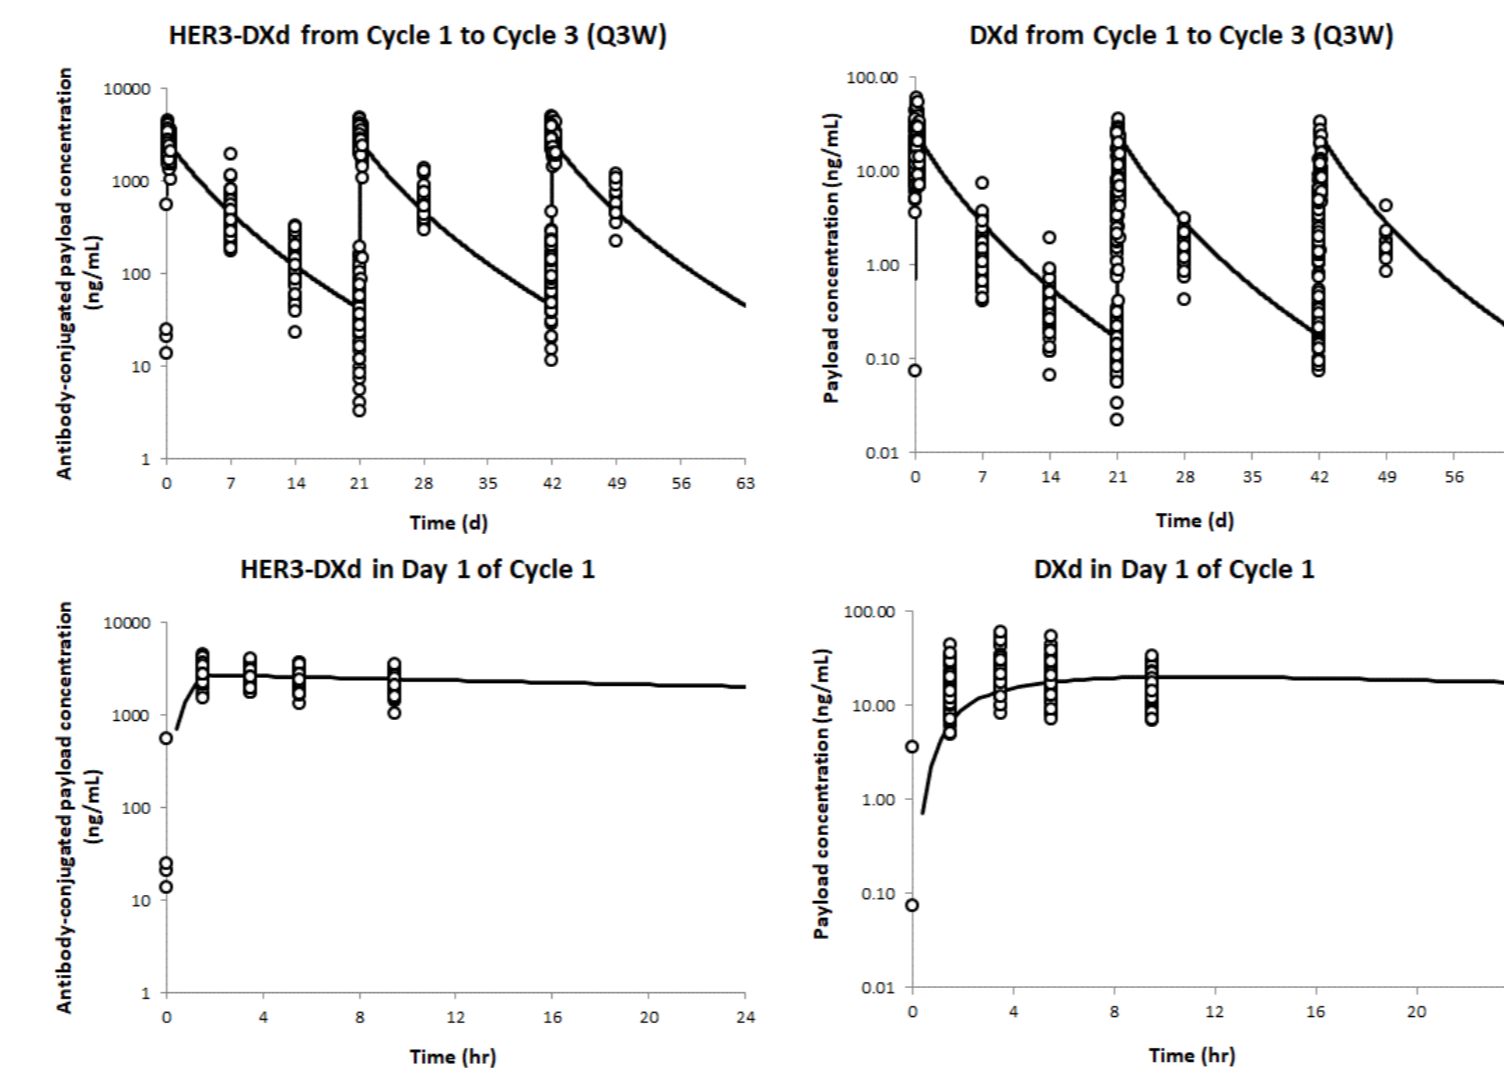 HER3-DXd from Cycle 1 to Cycle 3 (Q3W)
Antibody-conjugated payload concentration
(ng/mL)
10000
1000
100
10
1
0 7 14 21 28 35 42 49 56 63
Time (d)
DXd from Cycle 1 to Cycle 3 (Q3W)
Payload concentration (ng/mL)
100.00
10.00
1.00
0.10
0.01
0 7 14 21 28 35 42 49 56
Time (d)
HER3-DXd in Day 1 of Cycle 1
Antibody-conjugated payload concentration
(ng/mL)
10000
1000
100
10
1
0 4 8 12 16 20 24
Time (hr)
DXd in Day 1 of Cycle 1
Payload concentration (ng/mL)
100.00
10.00
1.00
0.10
0.01
0 4 8 12 16 20
Time (hr)